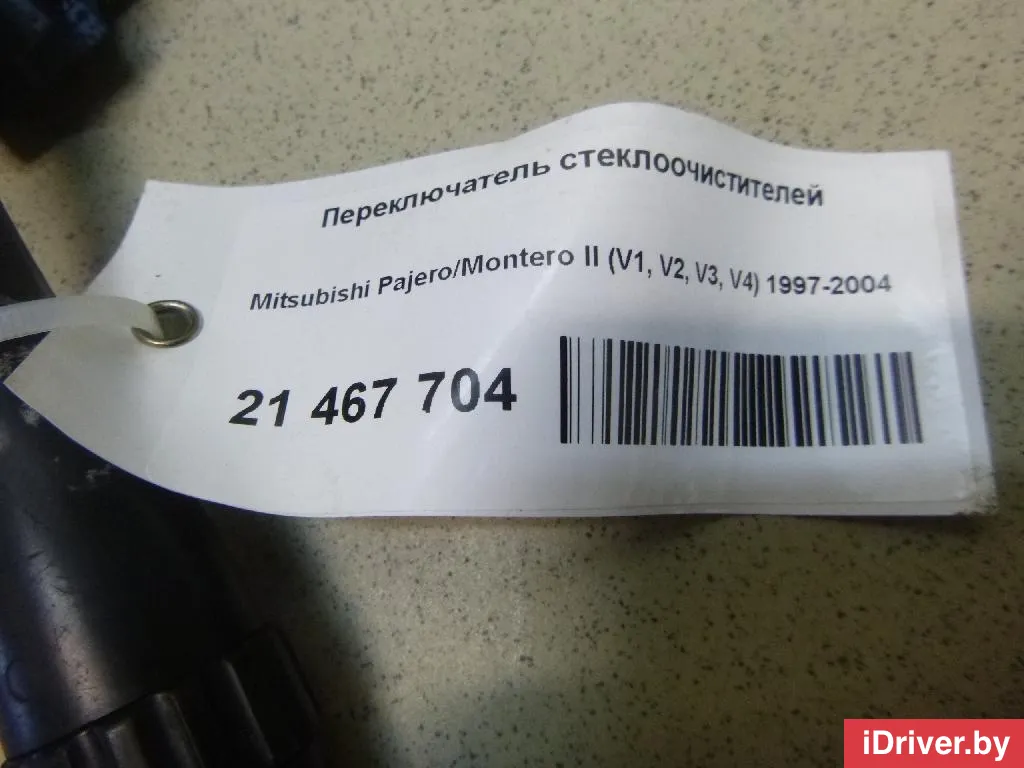 Переключатель стеклоочистителей
Mitsubishi Pajero/Montero II (V1, V2, V3, V4) 1997-2004
21 467 704
iDriver.by